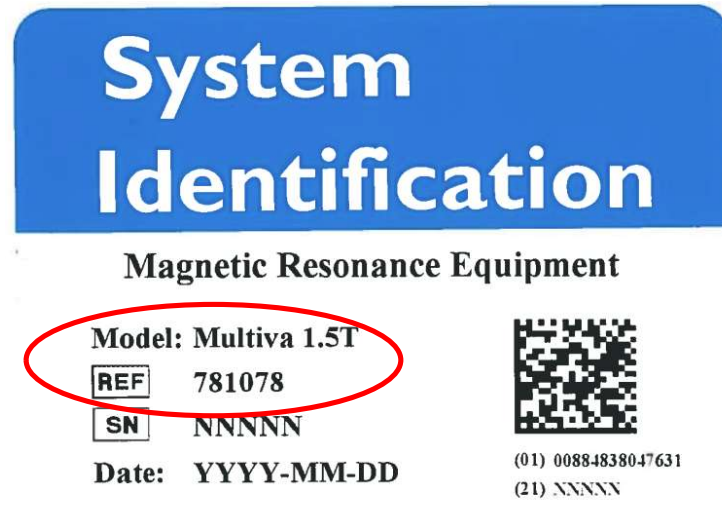 System
Identification
Magnetic Resonance Equipment
Model: Multiva 1.5T
REF 781078
SN NNNNN
Date: YYYY-MM-DD
(01) 00884838047631
(21) XXXXX